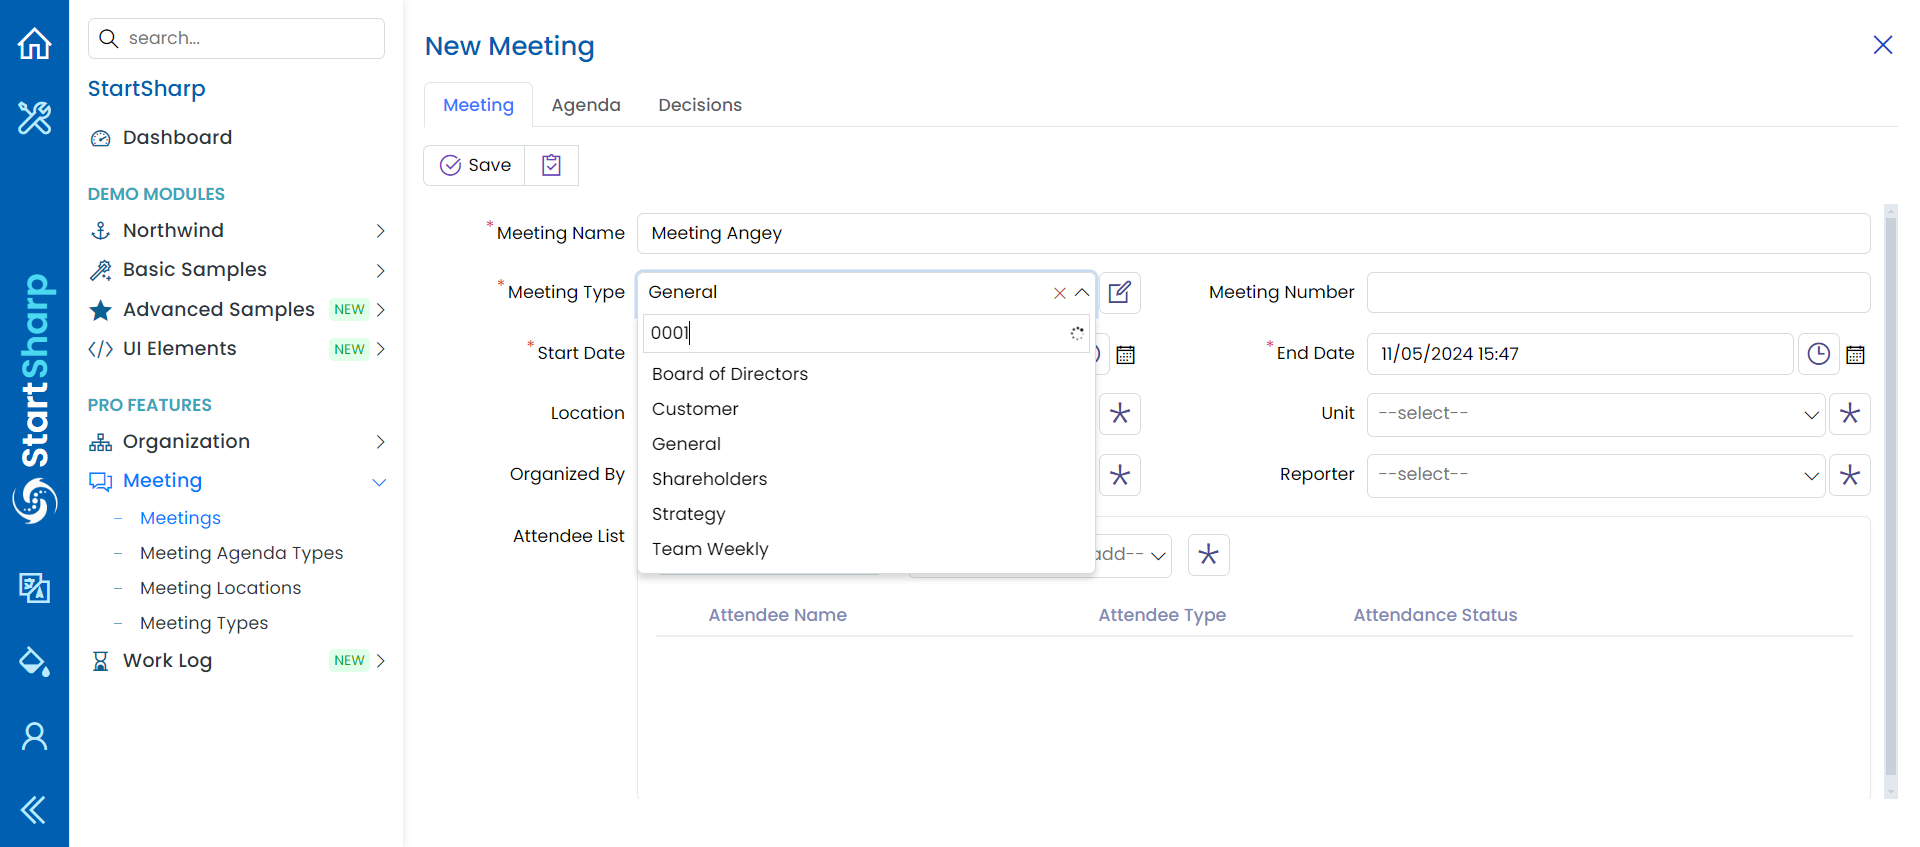 search...
StartSharp
Dashboard
DEMO MODULES
Northwind
Basic Samples
Advanced Samples NEW
UI Elements NEW
PRO FEATURES
Organization
Meeting
Meetings
Meeting Agenda Types
Meeting Locations
Meeting Types
Work Log NEW
StartSharp
New Meeting
Meeting Agenda Decisions
Save
* Meeting Name Meeting Angey
* Meeting Type General
Meeting Number
0001
Board of Directors
Customer
General
Shareholders
Strategy
Team Weekly
* Start Date
* End Date 11/05/2024 15:47
Location
Unit --select--
Organized By
Reporter --select--
Attendee List
add--
Attendee Name Attendee Type Attendance Status